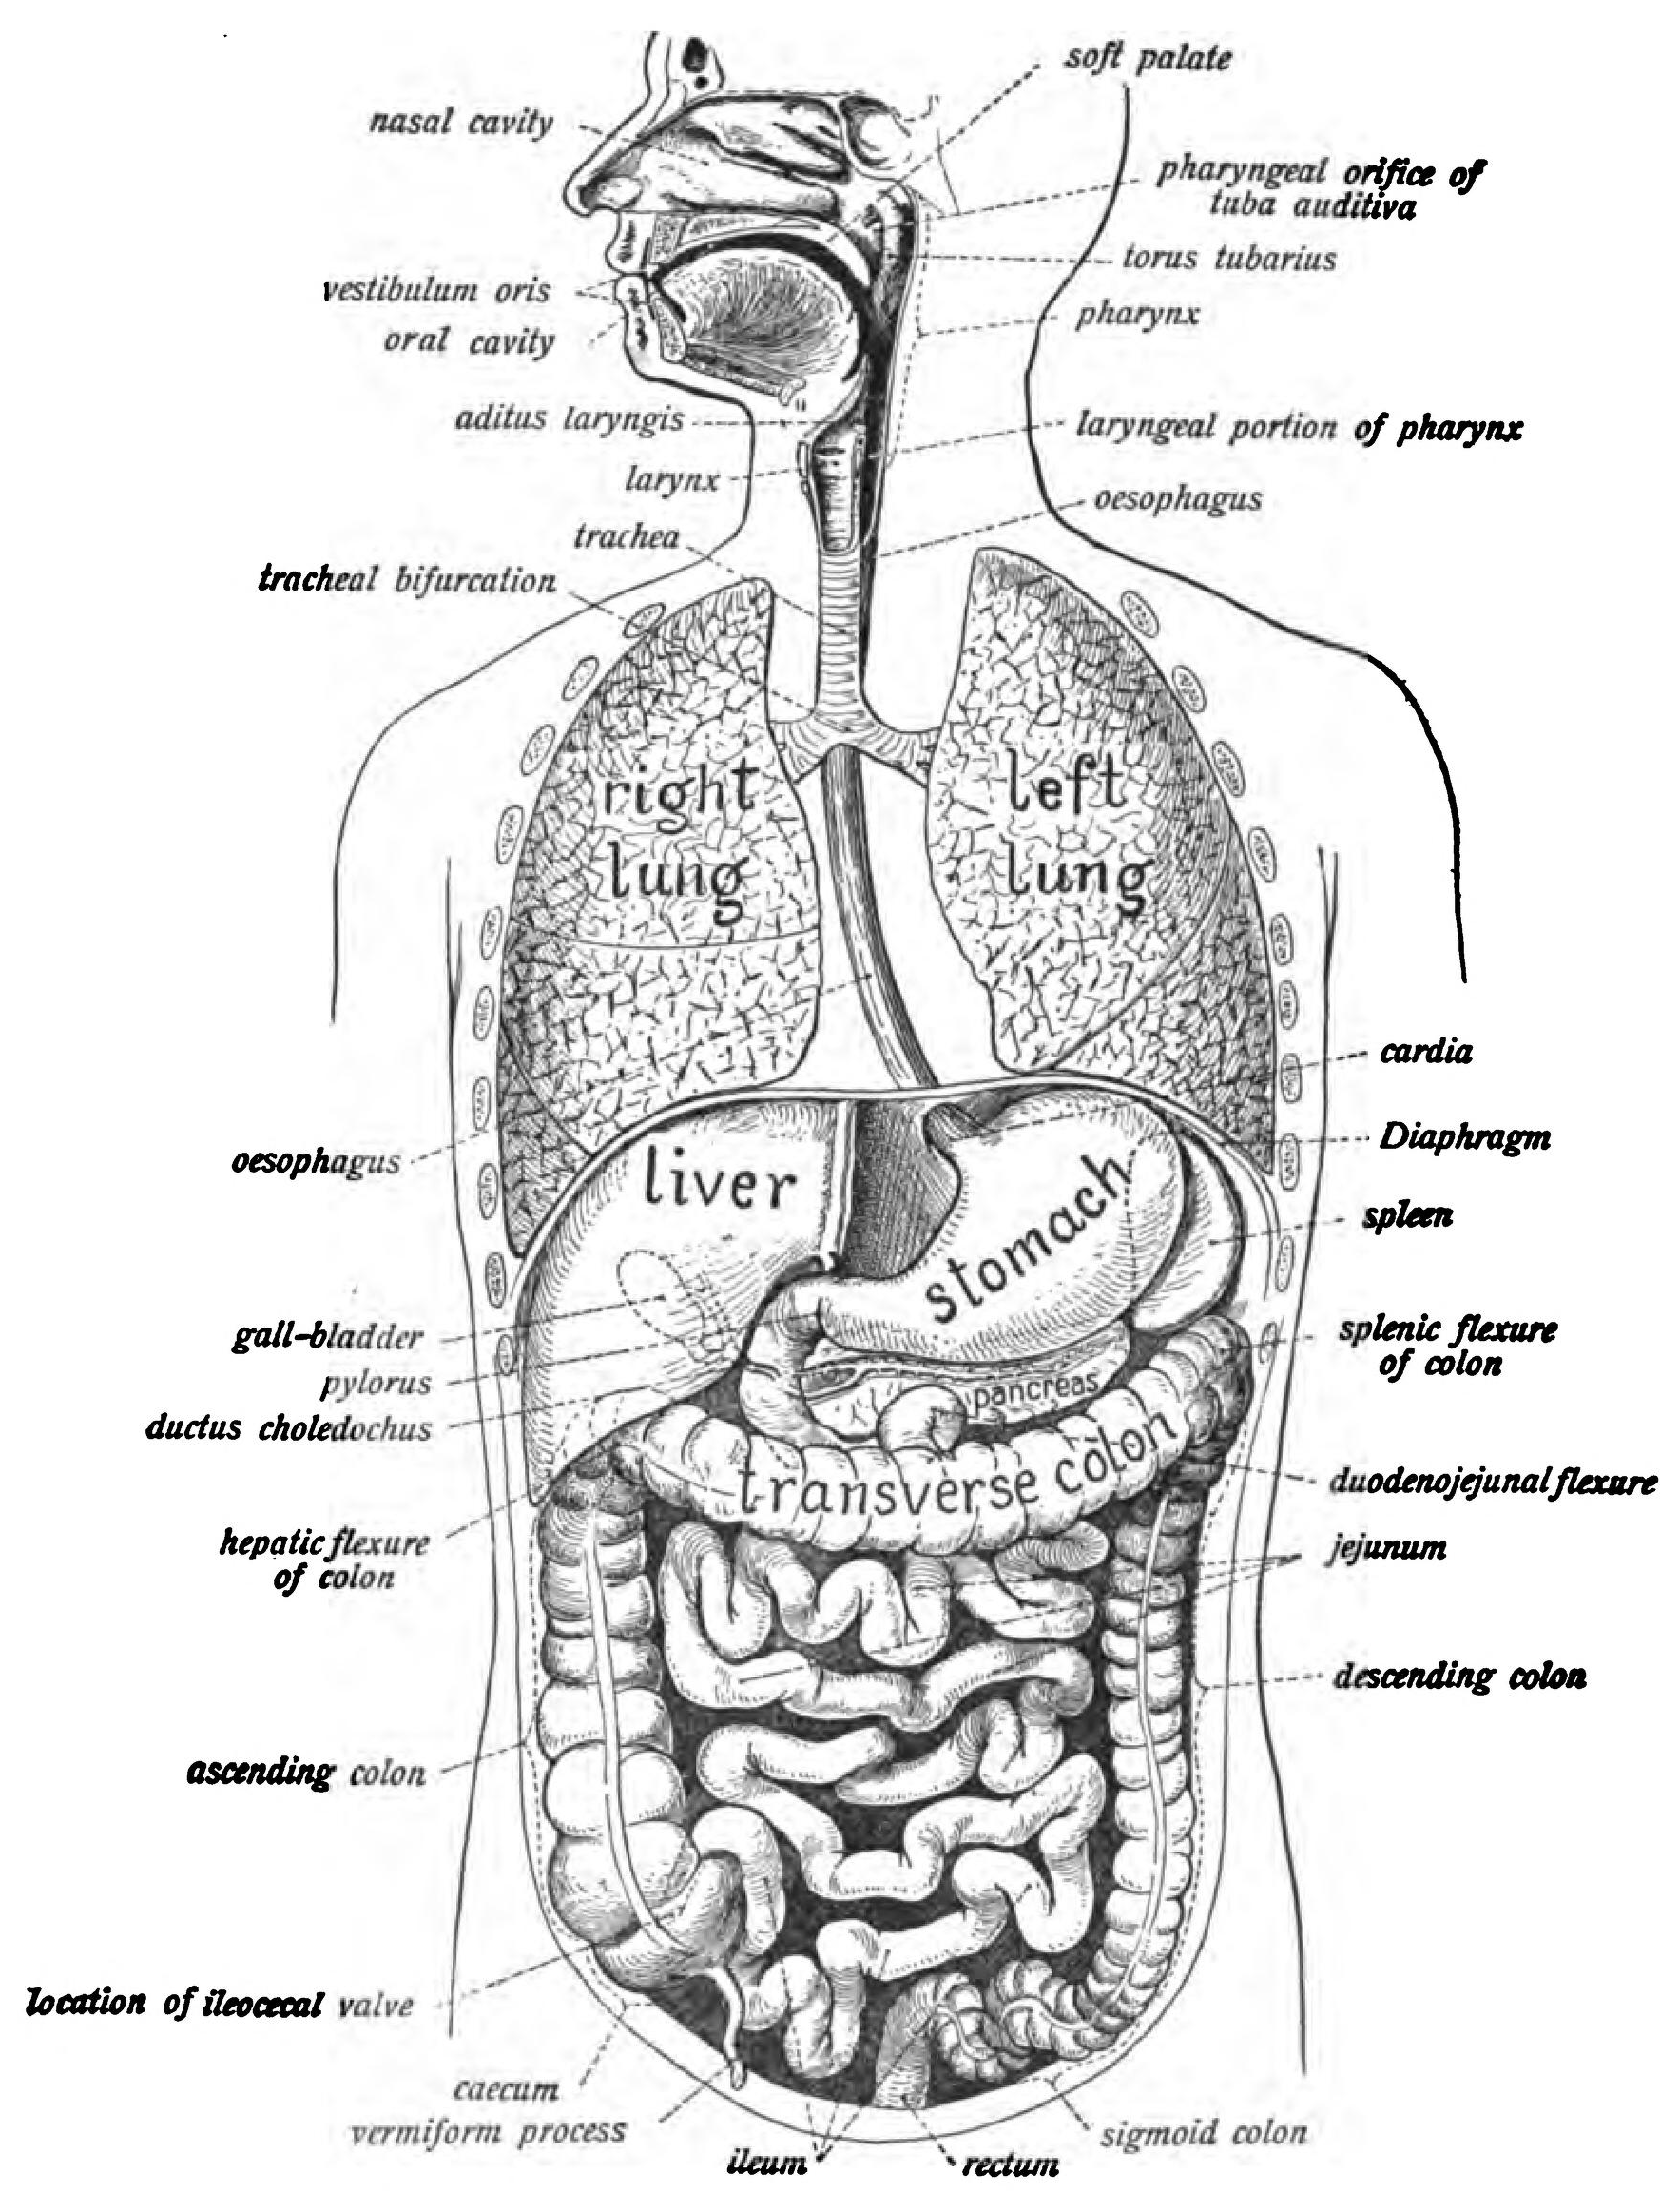 soft palate
nasal cavity
pharyngeal orifice of
tuba auditiva
torus tubarius
vestibulum oris
pharynx
oral cavity
aditus laryngis
laryngeal portion of pharynx
larynx
oesophagus
trachea
tracheal bifurcation
right
lung
left
lung
cardia
Diaphragm
oesophagus
liver
stomach
spleen
gall-bladder
splenic flexure
of colon
pylorus
pancreas
ductus choledochus
transverse colon
duodenojejunal flexure
hepatic flexure
of colon
jejunum
descending colon
ascending colon
location of ileocecal valve
caecum
vermiform process
sigmoid colon
ileum
rectum